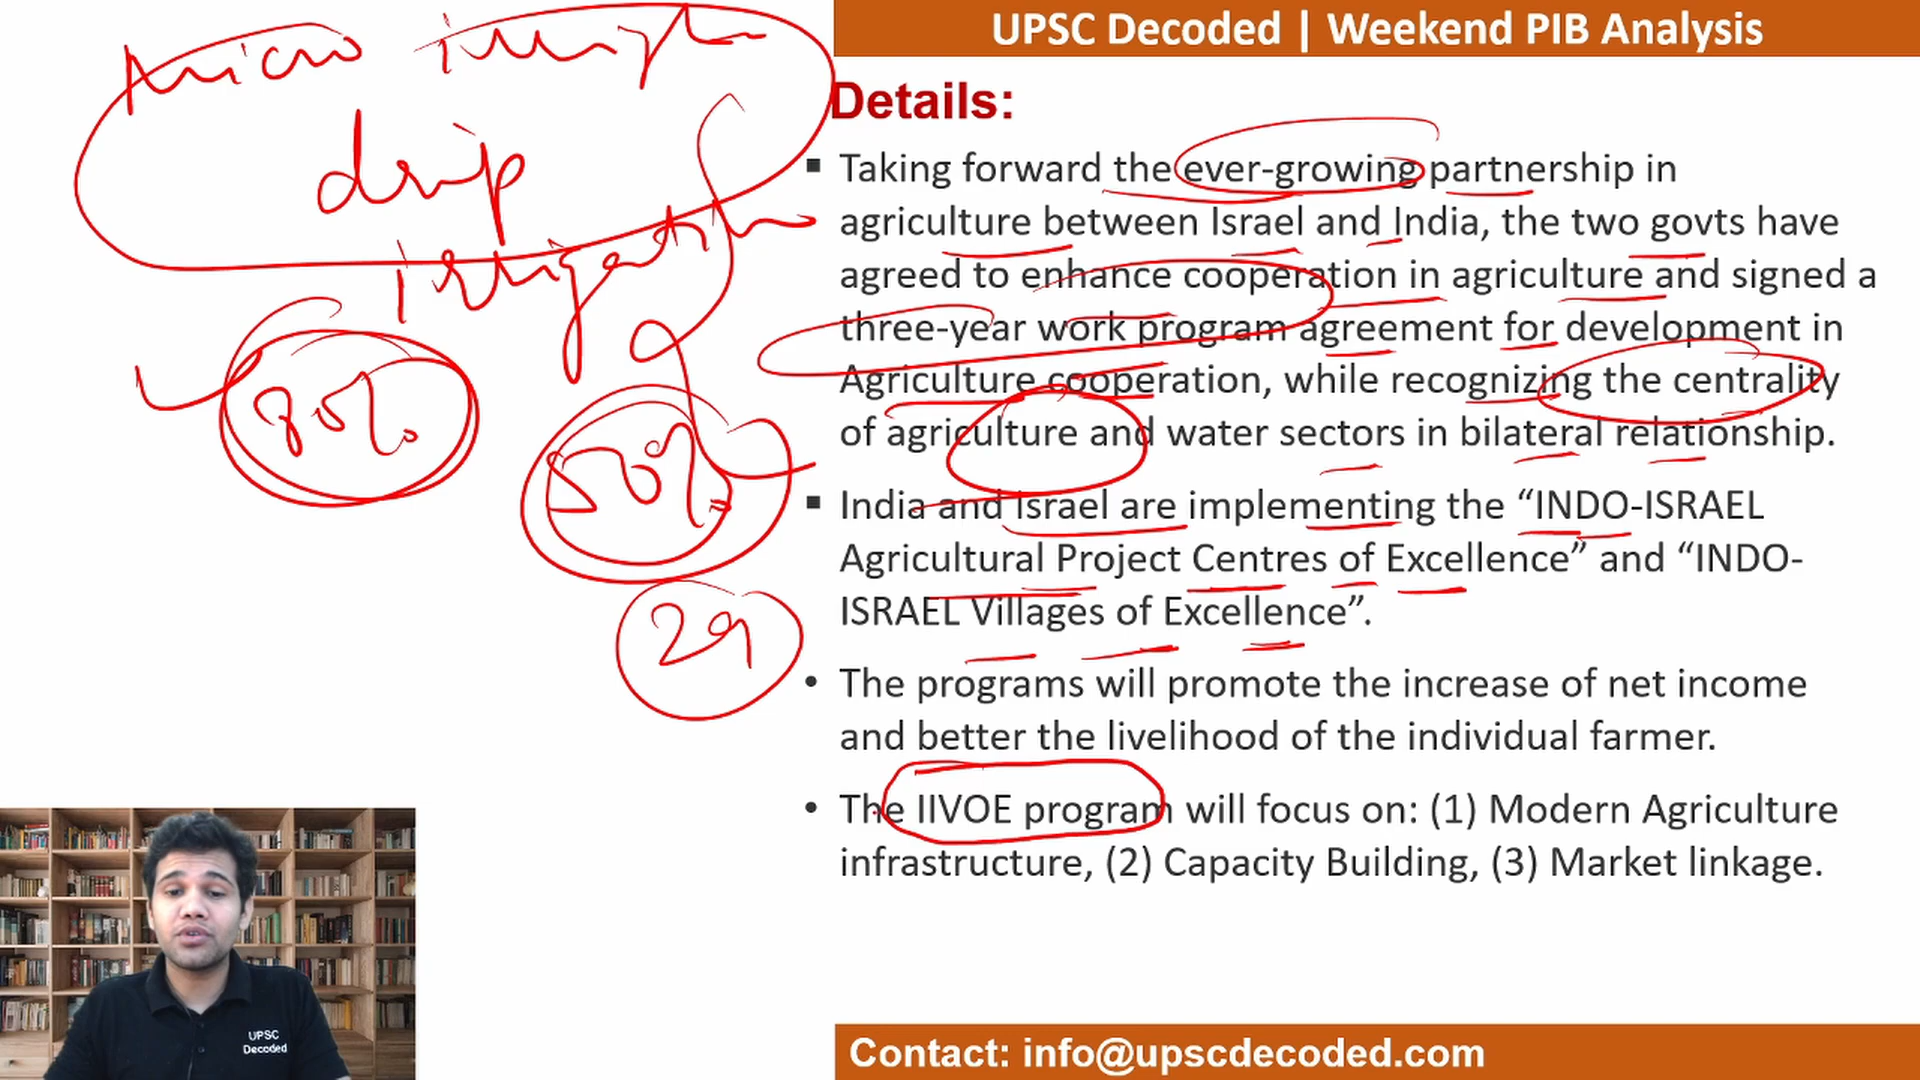 UPSC Decoded | Weekend PIB Analysis
micro
drip
irrigation
80%
50%
29
Details:
▪ Taking forward the ever-growing partnership in
agriculture between Israel and India, the two govts have
agreed to enhance cooperation in agriculture and signed a
three-year work program agreement for development in
Agriculture cooperation, while recognizing the centrality
of agriculture and water sectors in bilateral relationship.
▪ India and Israel are implementing the “INDO-ISRAEL
Agricultural Project Centres of Excellence” and “INDO-
ISRAEL Villages of Excellence”.
• The programs will promote the increase of net income
and better the livelihood of the individual farmer.
• The IIVOE program will focus on: (1) Modern Agriculture
infrastructure, (2) Capacity Building, (3) Market linkage.
UPSC
Decoded
Contact: info@upscdecoded.com